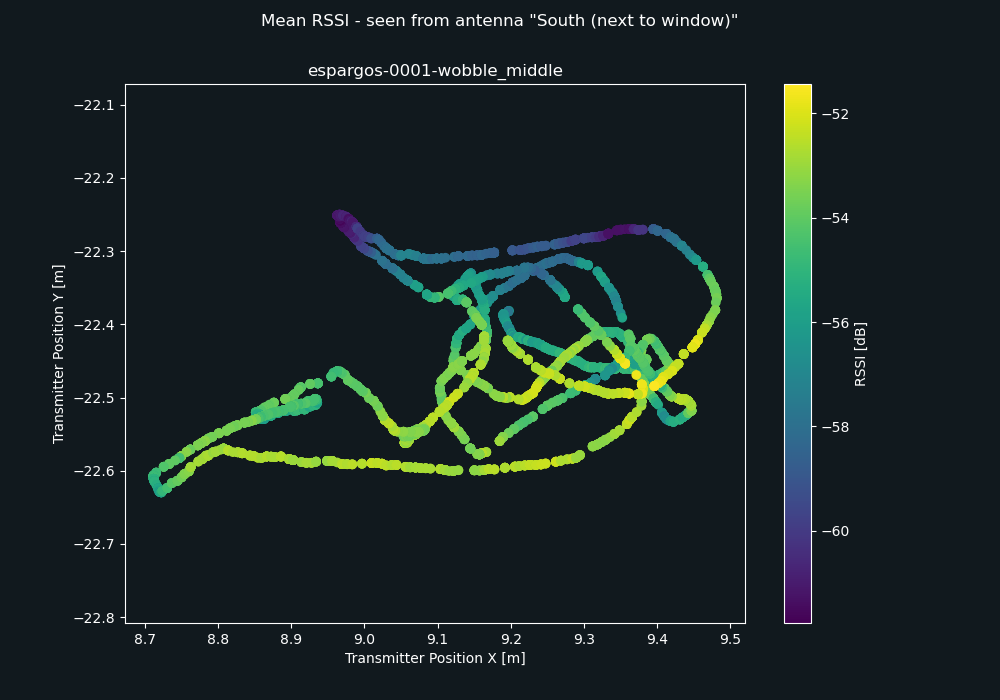 Mean RSSI - seen from antenna "South (next to window)"
espargos-0001-wobble_middle
Transmitter Position Y [m]
−22.1
−22.2
−22.3
−22.4
−22.5
−22.6
−22.7
−22.8
8.7 8.8 8.9 9.0 9.1 9.2 9.3 9.4 9.5
Transmitter Position X [m]
−52
−54
−56
−58
−60
RSSI [dB]